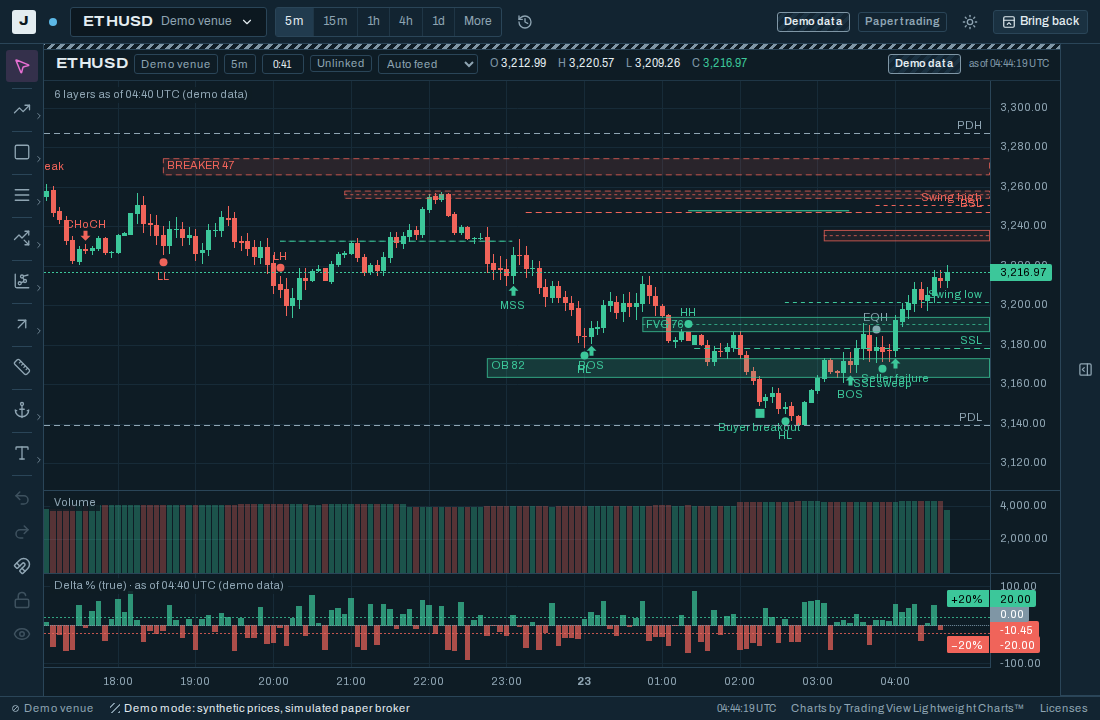 J ETHUSD Demo venue 5m 15m 1h 4h 1d More Demo data Paper trading Bring back
ETHUSD Demo venue 5m 0:41 Unlinked Auto feed O 3,212.99 H 3,220.57 L 3,209.26 C 3,216.97 Demo data as of 04:44:19 UTC
6 layers as of 04:40 UTC (demo data)
3,300.00
PDH
3,280.00
eak
BREAKER 47
3,260.00
Swing high
CHoCH
3,240.00
LH
3,216.97
LL
Swing low
MSS
3,200.00
HH
EQH
FVG 76
SSL
3,180.00
OB 82
BOS
HL
Seller failure
SSL sweep
3,160.00
BOS
PDL
3,140.00
Buyer breakout
HL
3,120.00
Volume
4,000.00
2,000.00
Delta % (true) · as of 04:40 UTC (demo data)
100.00
+20% 20.00
0.00
-10.45
−20% -20.00
-100.00
18:00 19:00 20:00 21:00 22:00 23:00 23 01:00 02:00 03:00 04:00
Demo venue Demo mode: synthetic prices, simulated paper broker 04:44:19 UTC Charts by TradingView Lightweight Charts™ Licenses